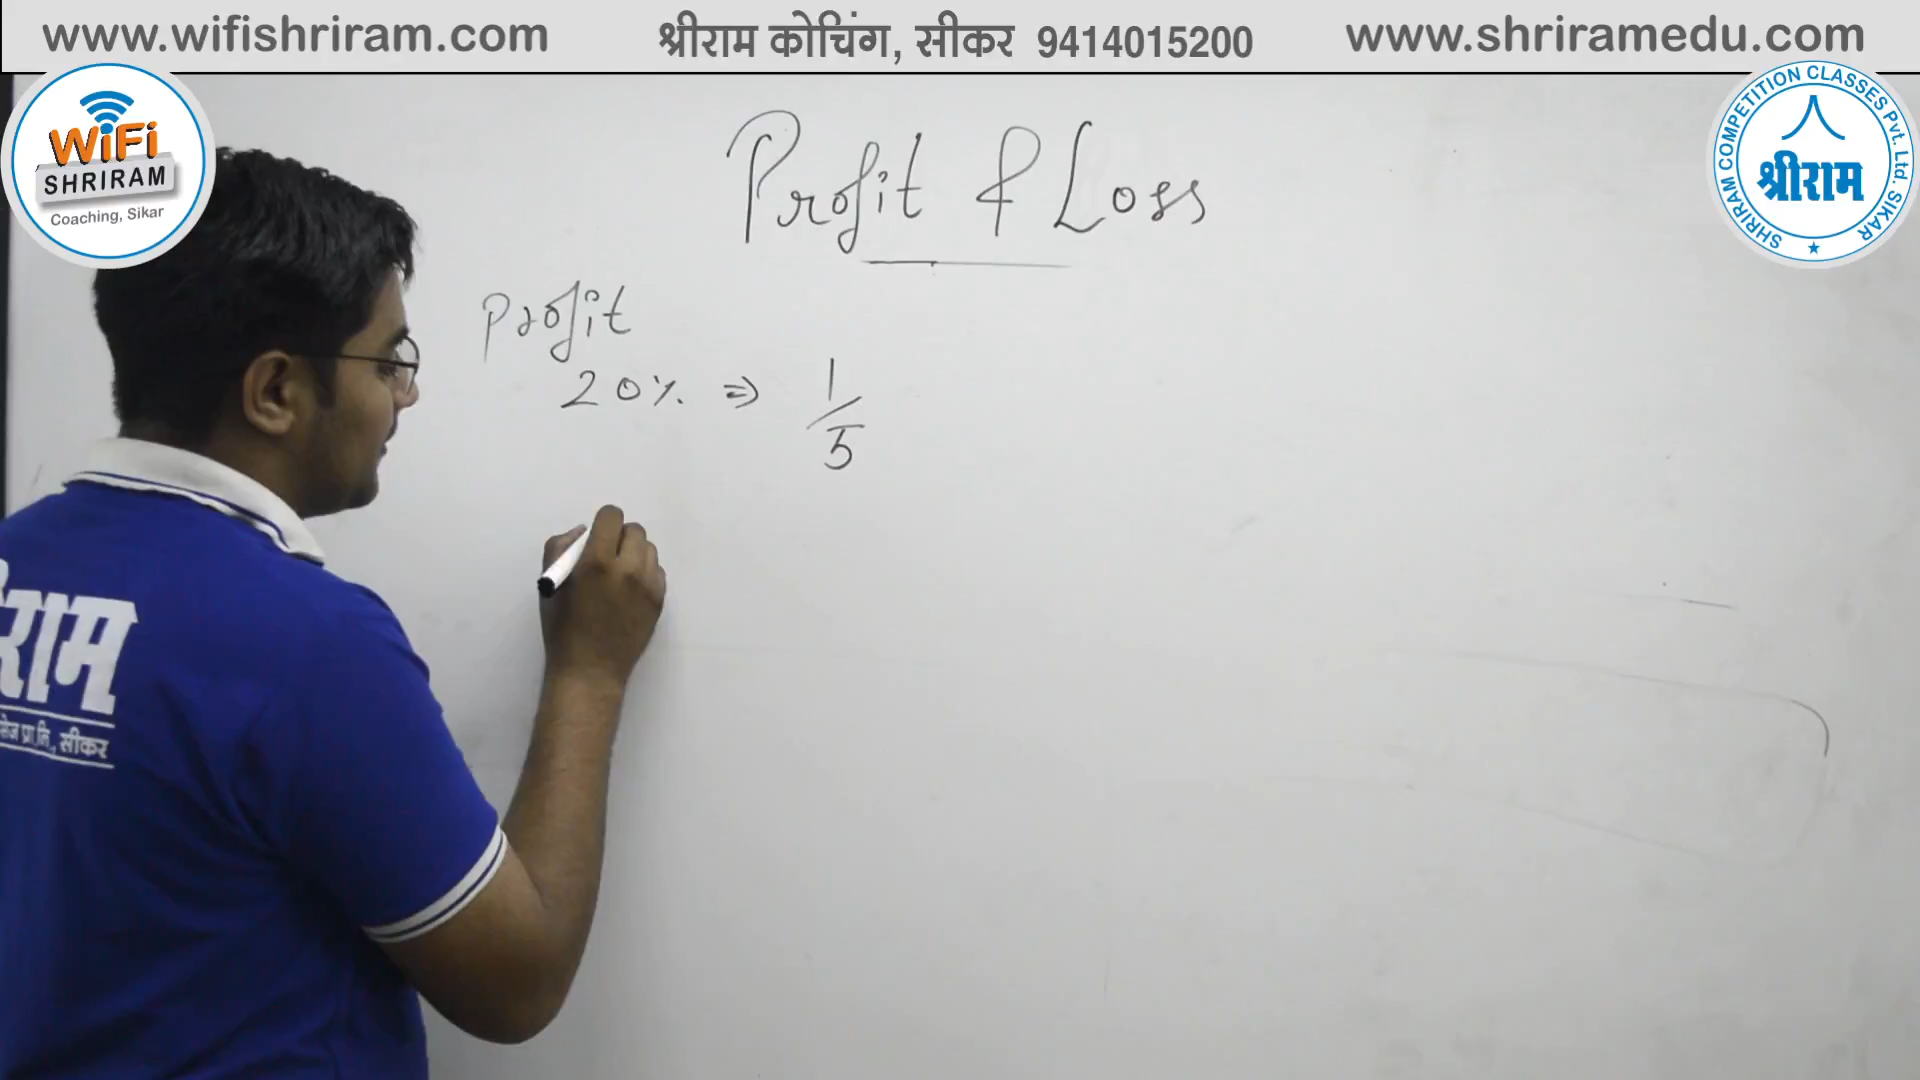 www.wifishriram.com
श्रीराम कोचिंग, सीकर 9414015200
www.shriramedu.com
WiFi
SHRIRAM
Coaching, Sikar
SHRIRAM COMPETITION CLASSES Pvt. Ltd. SIKAR
श्रीराम
Profit & Loss
Profit
20% ⇒ 1/5
राम
सीकर